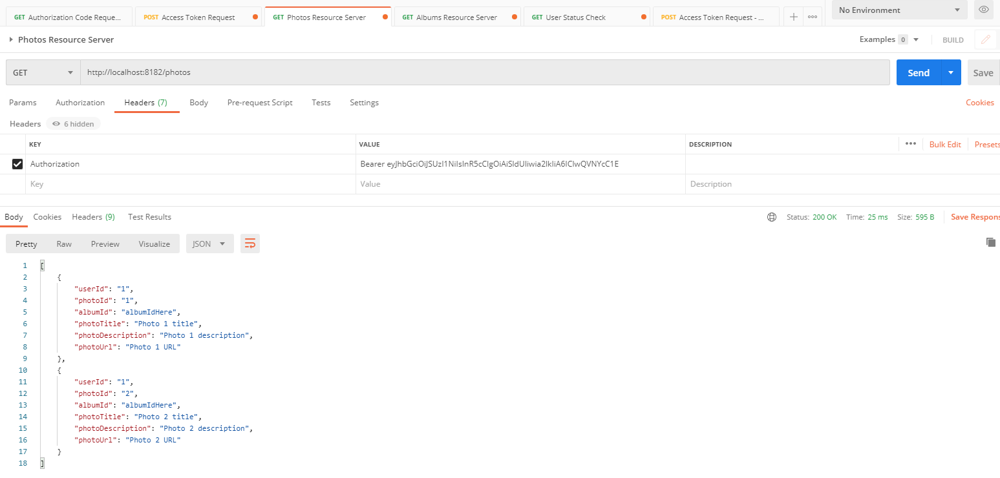 GET Authorization Code Reque... POST Access Token Request GET Photos Resource Server GET Albums Resource Server GET User Status Check POST Access Token Request - ... No Environment
Photos Resource Server Examples 0 BUILD
GET http://localhost:8182/photos Send Save
Params Authorization Headers (7) Body Pre-request Script Tests Settings Cookies
Headers 6 hidden
KEY VALUE DESCRIPTION Bulk Edit Presets
Authorization Bearer eyJhbGciOiJSUzI1NiIsInR5cCIgOiAiSldUIiwia2lkIiA6ICIwQVNYcC1E
Key Value Description
Body Cookies Headers (9) Test Results Status: 200 OK Time: 25 ms Size: 595 B Save Respons
Pretty Raw Preview Visualize JSON
1 [
2 {
3 "userId": "1",
4 "photoId": "1",
5 "albumId": "albumIdHere",
6 "photoTitle": "Photo 1 title",
7 "photoDescription": "Photo 1 description",
8 "photoUrl": "Photo 1 URL"
9 },
10 {
11 "userId": "1",
12 "photoId": "2",
13 "albumId": "albumIdHere",
14 "photoTitle": "Photo 2 title",
15 "photoDescription": "Photo 2 description",
16 "photoUrl": "Photo 2 URL"
17 }
18 ]